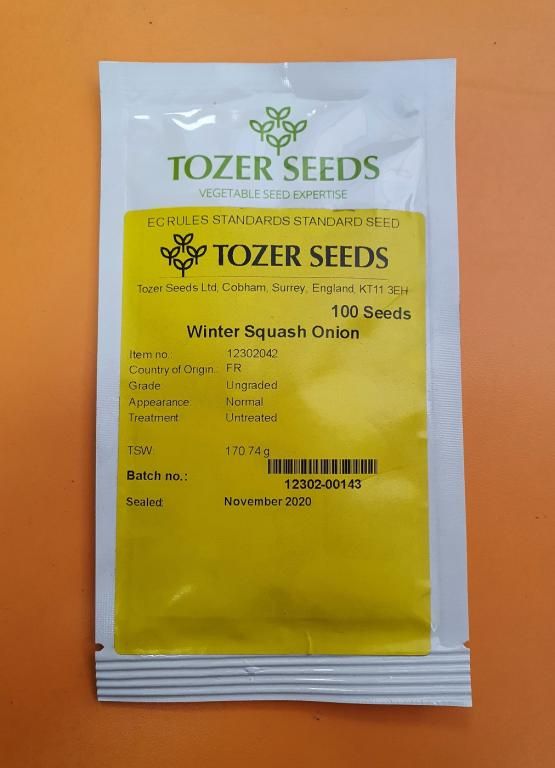 TOZER SEEDS
VEGETABLE SEED EXPERTISE
EC RULES STANDARDS STANDARD SEED
TOZER SEEDS
Tozer Seeds Ltd, Cobham, Surrey, England, KT11 3EH
100 Seeds
Winter Squash Onion
Item no.: 12302042
Country of Origin.: FR
Grade: Ungraded
Appearance: Normal
Treatment: Untreated
TSW: 170.74 g
Batch no.: 12302-00143
Sealed: November 2020